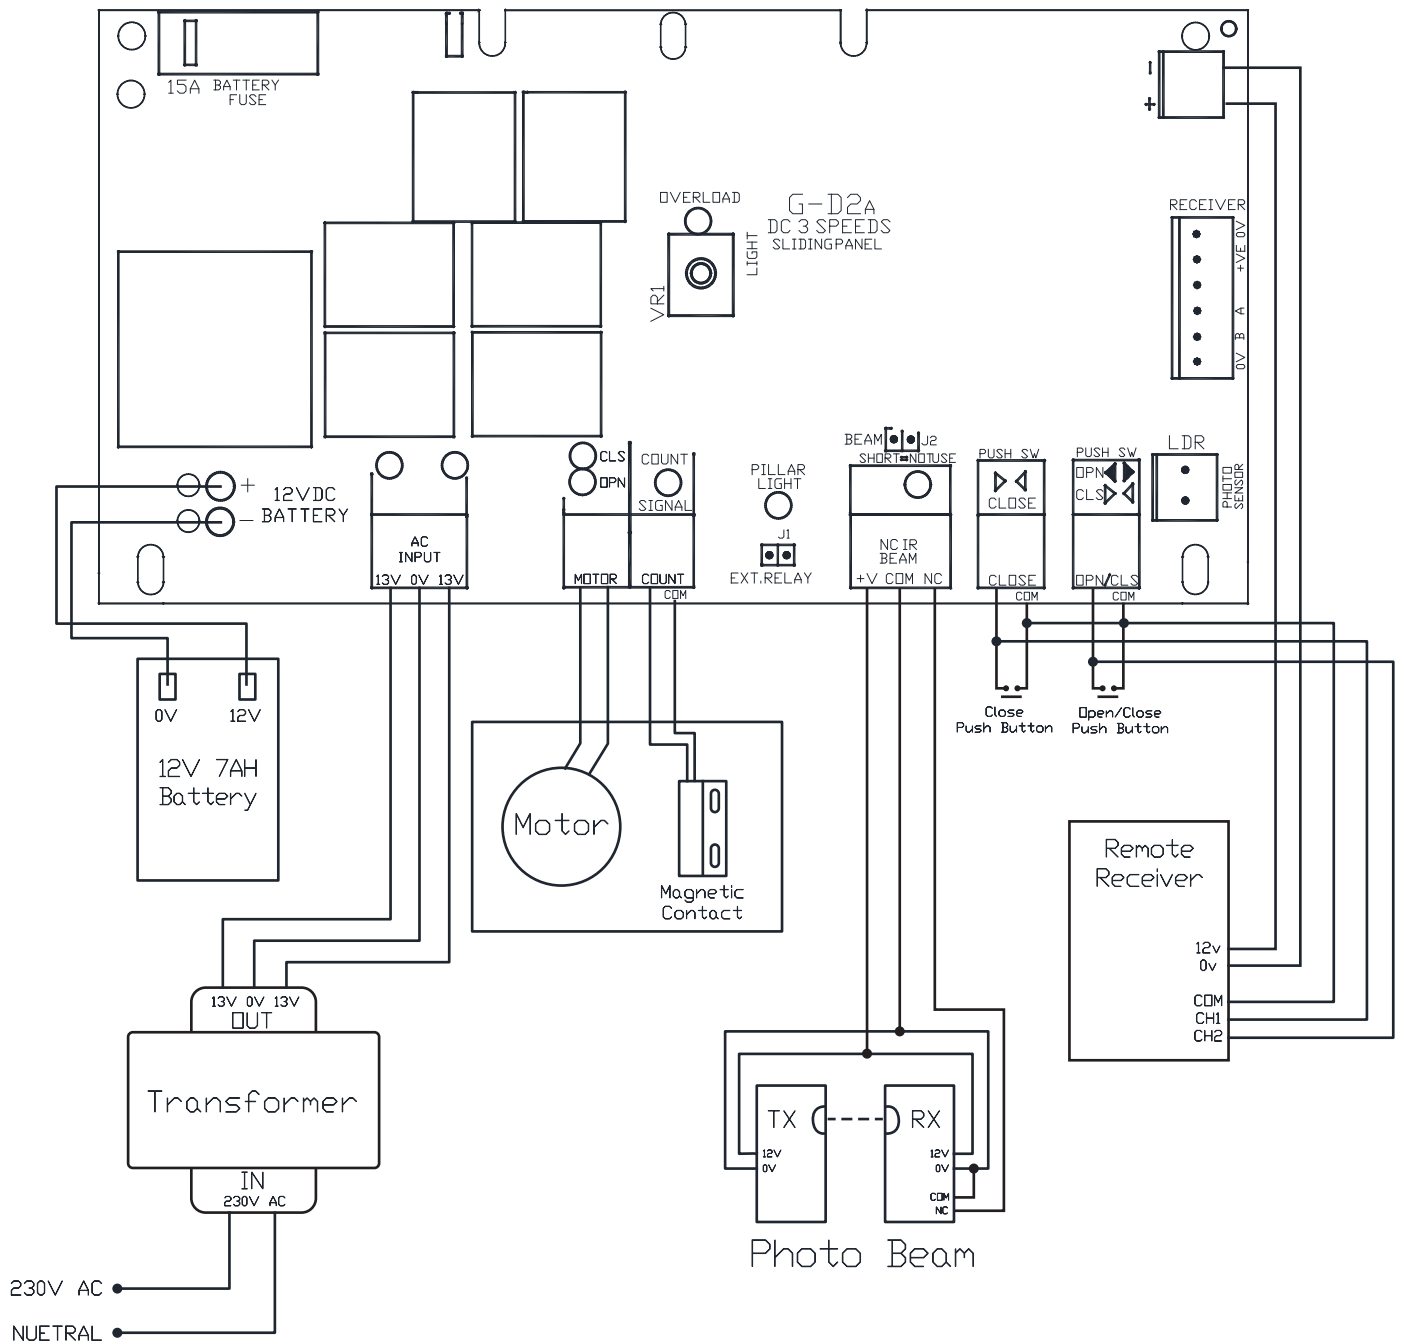 15A BATTERY
FUSE
-
+
OVERLOAD
LIGHT
VR1
G-D2A
DC 3 SPEEDS
SLIDINGPANEL
RECEIVER
0V B A +VE 0V
12VDC
BATTERY
+
-
AC
INPUT
13V 0V 13V
CLS
OPN
MOTOR
COUNT
SIGNAL
COUNT
COM
PILLAR
LIGHT
J1
EXT.RELAY
BEAM
J2
SHORT=NOTUSE
NC IR
BEAM
+V COM NC
PUSH SW
CLOSE
CLOSE
COM
PUSH SW
OPN
CLS
OPN/CLS
COM
LDR
PHOTO
SENSOR
0V 12V
12V 7AH
Battery
Motor
Magnetic
Contact
Close
Push Button
Open/Close
Push Button
Remote
Receiver
12v
0v
COM
CH1
CH2
13V 0V 13V
OUT
Transformer
IN
230V AC
230V AC
NUETRAL
TX
12V
0V
RX
12V
0V
COM
NC
Photo Beam